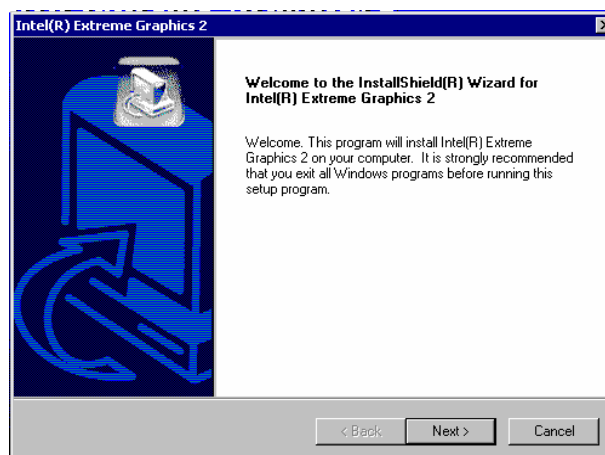 Intel(R) Extreme Graphics 2
Welcome to the InstallShield(R) Wizard for
Intel(R) Extreme Graphics 2
Welcome. This program will install Intel(R) Extreme
Graphics 2 on your computer. It is strongly recommended
that you exit all Windows programs before running this
setup program.
< Back
Next >
Cancel